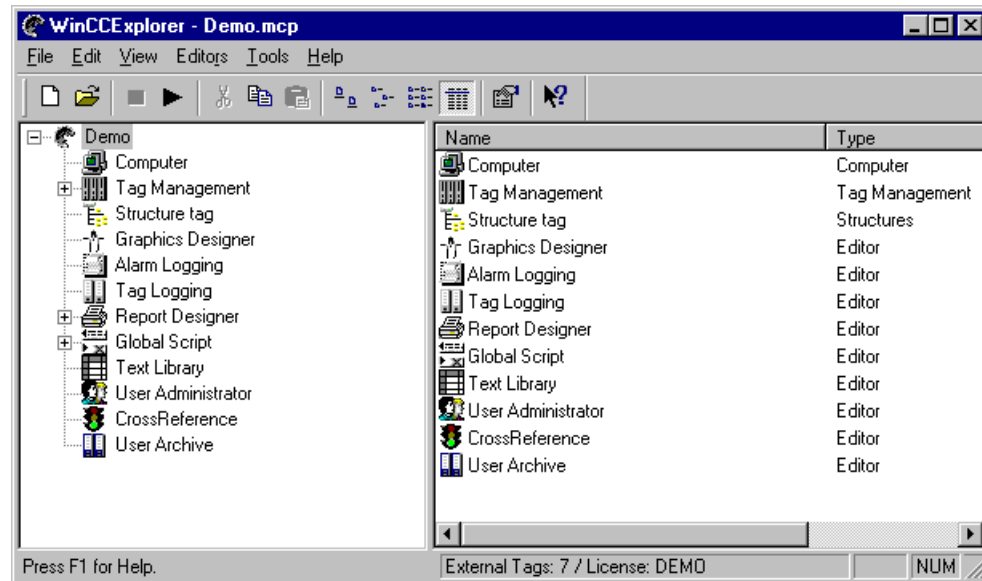 WinCCExplorer - Demo.mcp
File Edit View Editors Tools Help
Demo
Computer
Tag Management
Structure tag
Graphics Designer
Alarm Logging
Tag Logging
Report Designer
Global Script
Text Library
User Administrator
CrossReference
User Archive
Name Type
Computer Computer
Tag Management Tag Management
Structure tag Structures
Graphics Designer Editor
Alarm Logging Editor
Tag Logging Editor
Report Designer Editor
Global Script Editor
Text Library Editor
User Administrator Editor
CrossReference Editor
User Archive Editor
Press F1 for Help. External Tags: 7 / License: DEMO NUM